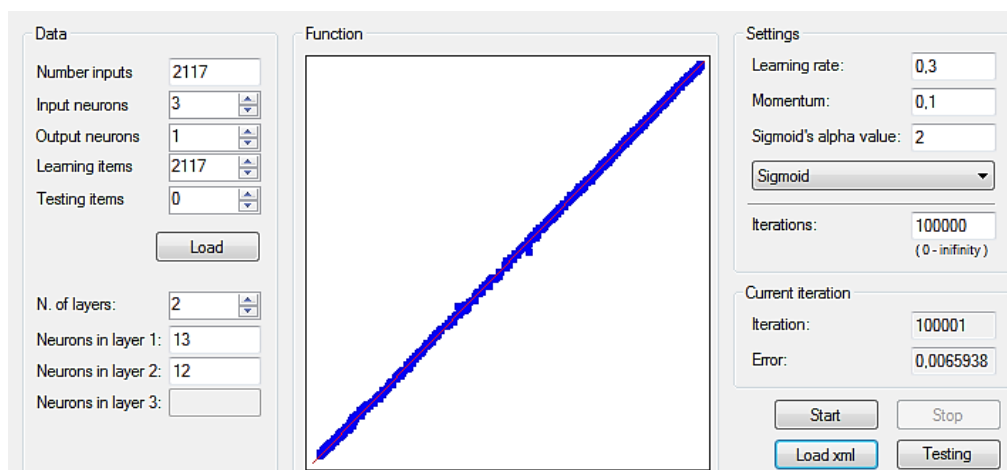 Data
Number inputs 2117
Input neurons 3
Output neurons 1
Learning items 2117
Testing items 0
Load
N. of layers: 2
Neurons in layer 1: 13
Neurons in layer 2: 12
Neurons in layer 3:
Function
Settings
Learning rate: 0,3
Momentum: 0,1
Sigmoid's alpha value: 2
Sigmoid
Iterations: 100000
( 0 - inifinity )
Current iteration
Iteration: 100001
Error: 0,0065938
Start Stop
Load xml Testing